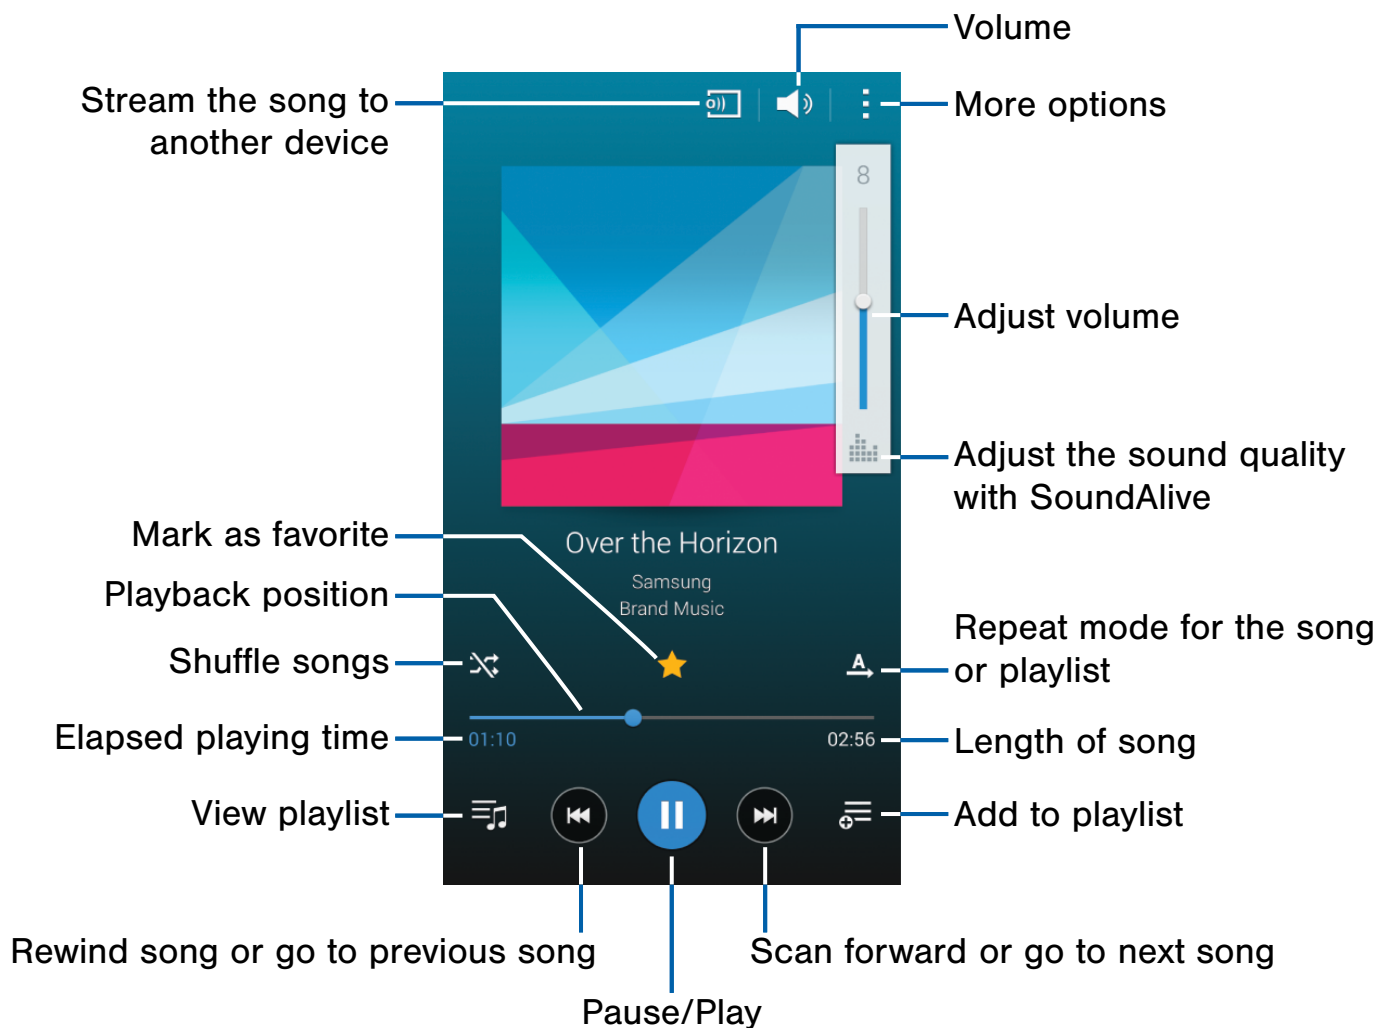 Volume
Stream the song to
another device
More options
8
Adjust volume
Adjust the sound quality
with SoundAlive
Mark as favorite
Over the Horizon
Playback position
Samsung
Brand Music
Shuffle songs
A
Repeat mode for the song
or playlist
Elapsed playing time
01:10
02:56
Length of song
View playlist
Add to playlist
Rewind song or go to previous song
Scan forward or go to next song
Pause/Play